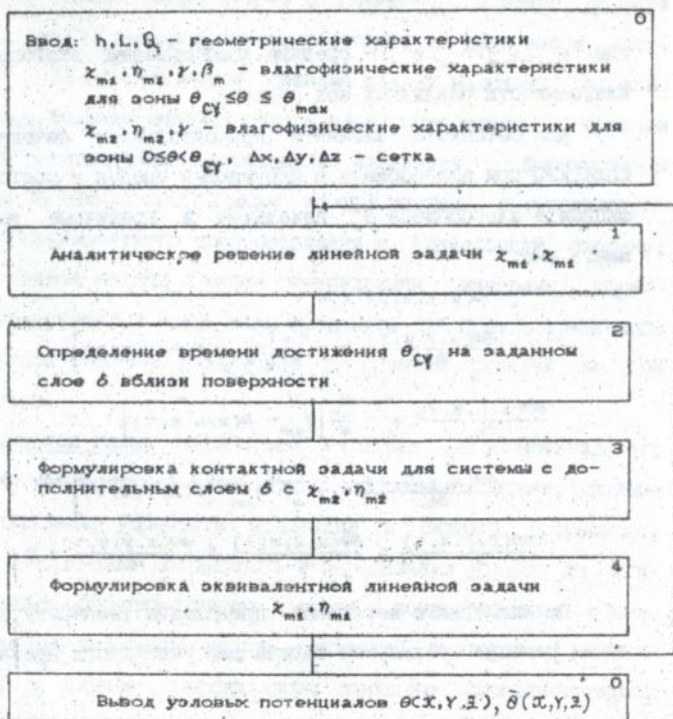 0
Ввод: h, L, Q, - геометрические характеристики
χm1, ηm1, γ, βm - влагофизические характеристики
для зоны θCγ ≤θ ≤ θmax
χm2, ηm2, γ - влагофизические характеристики для
зоны 0≤θ<θCγ, Δx, Δy, Δz - сетка
1
Аналитическое решение линейной задачи χm1, χm1
2
Определение времени достижения θCγ на заданном
слое δ вблизи поверхности
3
Формулировка контактной задачи для системы с до-
полнительным слоем δ с χm2, ηm2
4
Формулировка эквивалентной линейной задачи
χm1, ηm1
0
Вывод узловых потенциалов θ(X,Y,Z), θ̄(X,Y,Z)